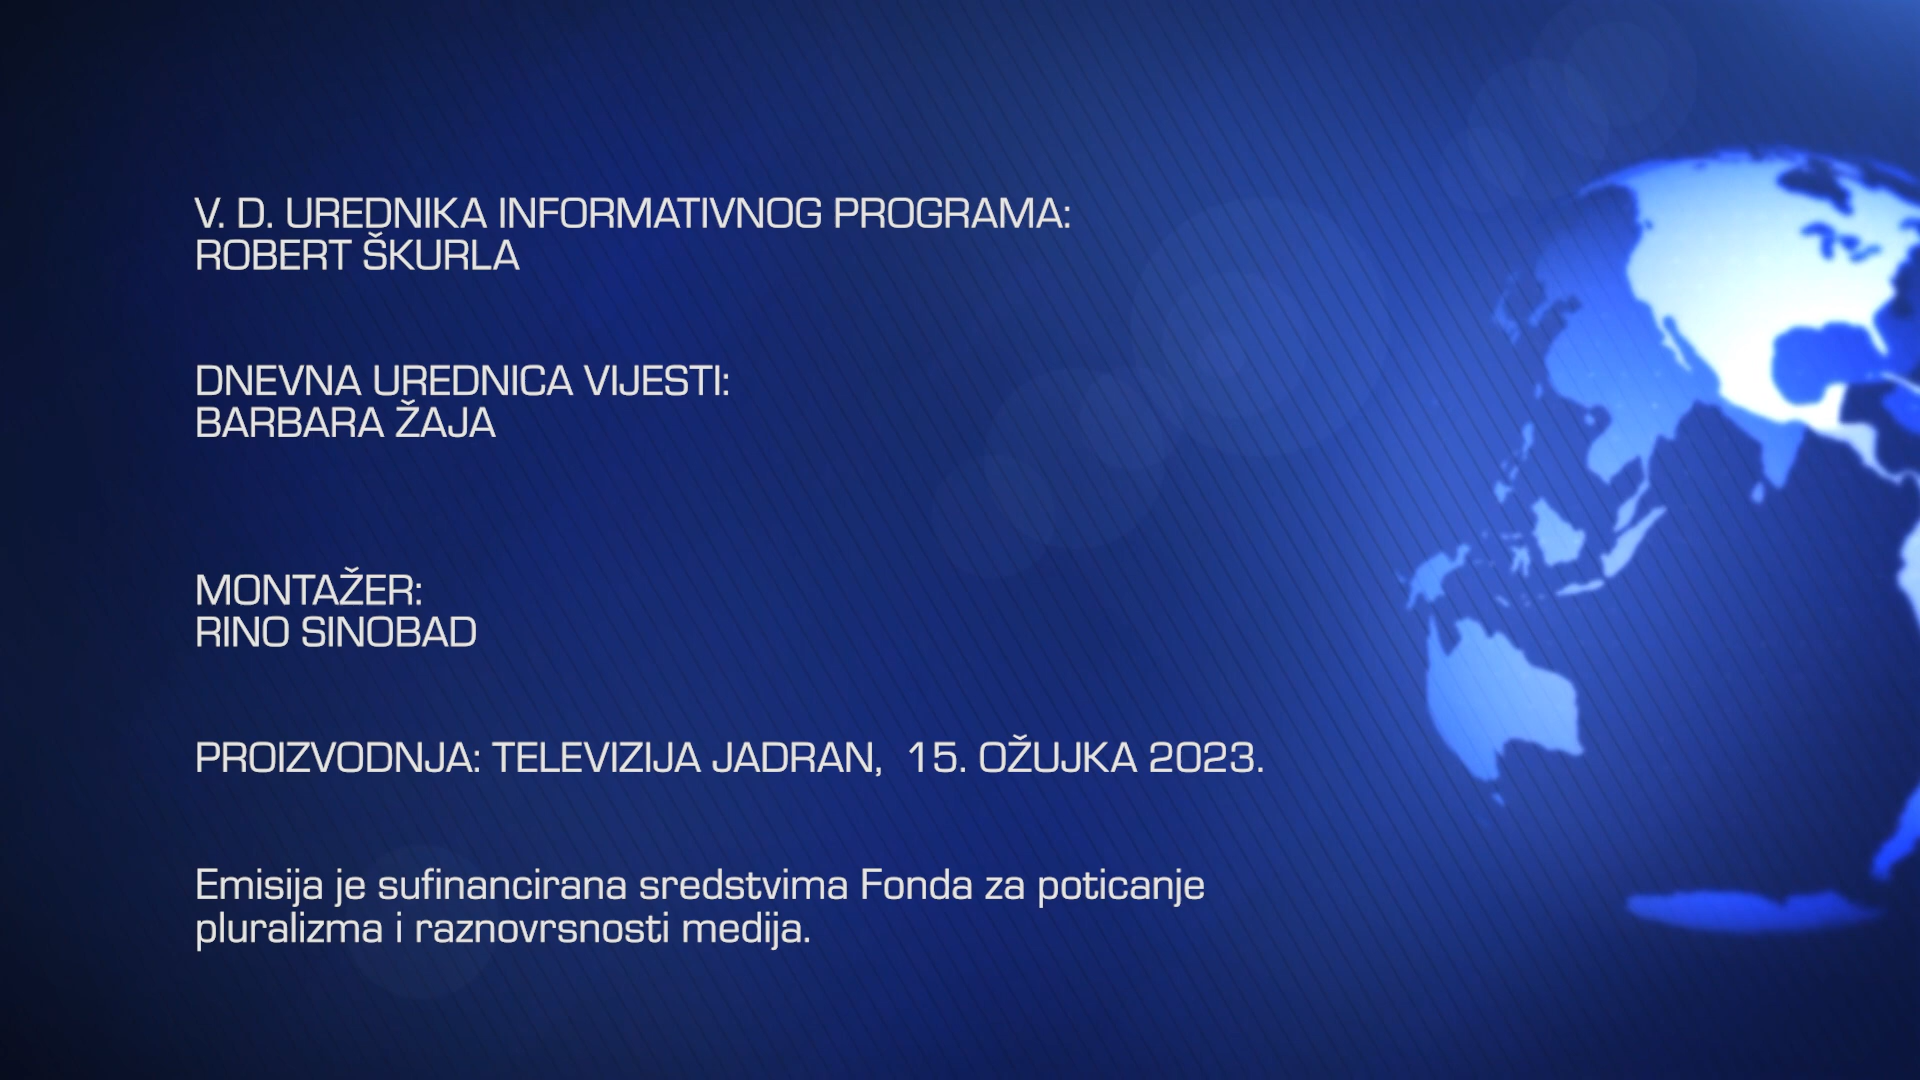 V. D. UREDNIKA INFORMATIVNOG PROGRAMA:
ROBERT ŠKURLA
DNEVNA UREDNICA VIJESTI:
BARBARA ŽAJA
MONTAŽER:
RINO SINOBAD
PROIZVODNJA: TELEVIZIJA JADRAN,  15. OŽUJKA 2023.
Emisija je sufinancirana sredstvima Fonda za poticanje
pluralizma i raznovrsnosti medija.